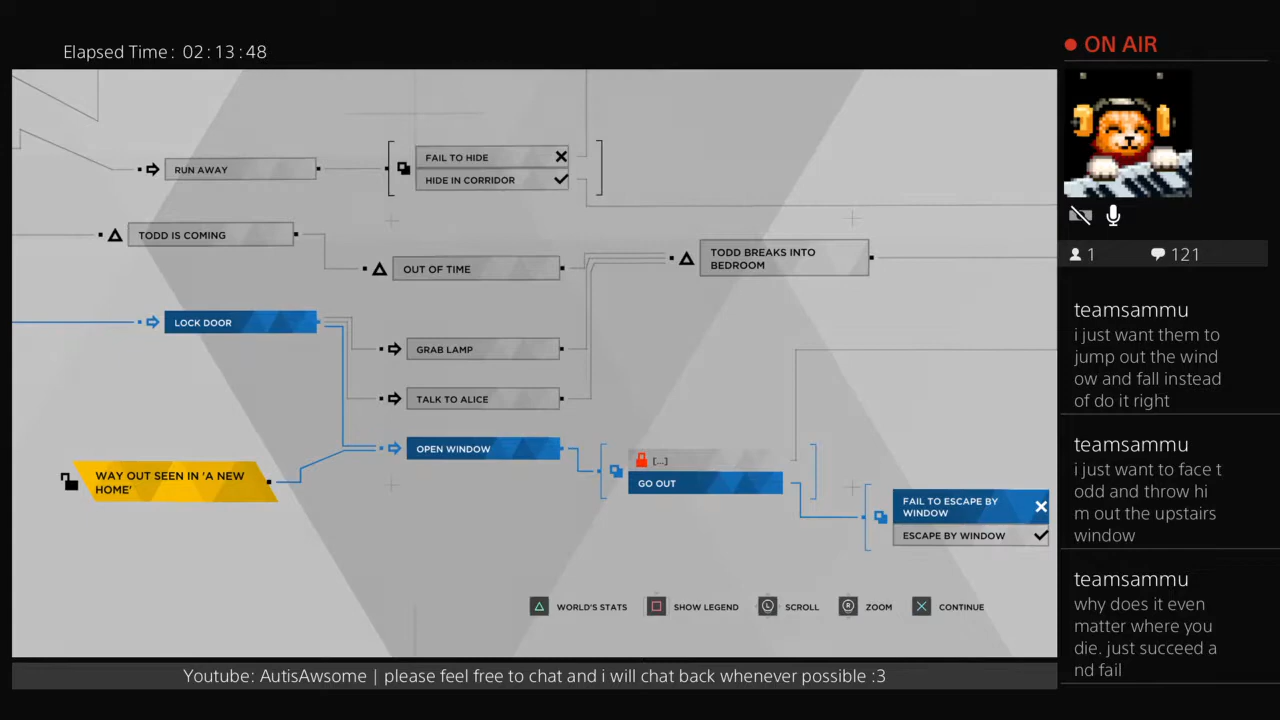 Elapsed Time: 02:13:48
ON AIR
RUN AWAY
FAIL TO HIDE
HIDE IN CORRIDOR
TODD IS COMING
OUT OF TIME
TODD BREAKS INTO
BEDROOM
LOCK DOOR
GRAB LAMP
TALK TO ALICE
OPEN WINDOW
WAY OUT SEEN IN 'A NEW
HOME'
[...]
GO OUT
FAIL TO ESCAPE BY
WINDOW
ESCAPE BY WINDOW
WORLD'S STATS
SHOW LEGEND
L
SCROLL
R
ZOOM
CONTINUE
1
121
teamsammu
i just want them to
jump out the wind
ow and fall instead
of do it right
teamsammu
i just want to face t
odd and throw hi
m out the upstairs
window
teamsammu
why does it even
matter where you
die. just succeed a
nd fail
Youtube: AutisAwsome | please feel free to chat and i will chat back whenever possible :3